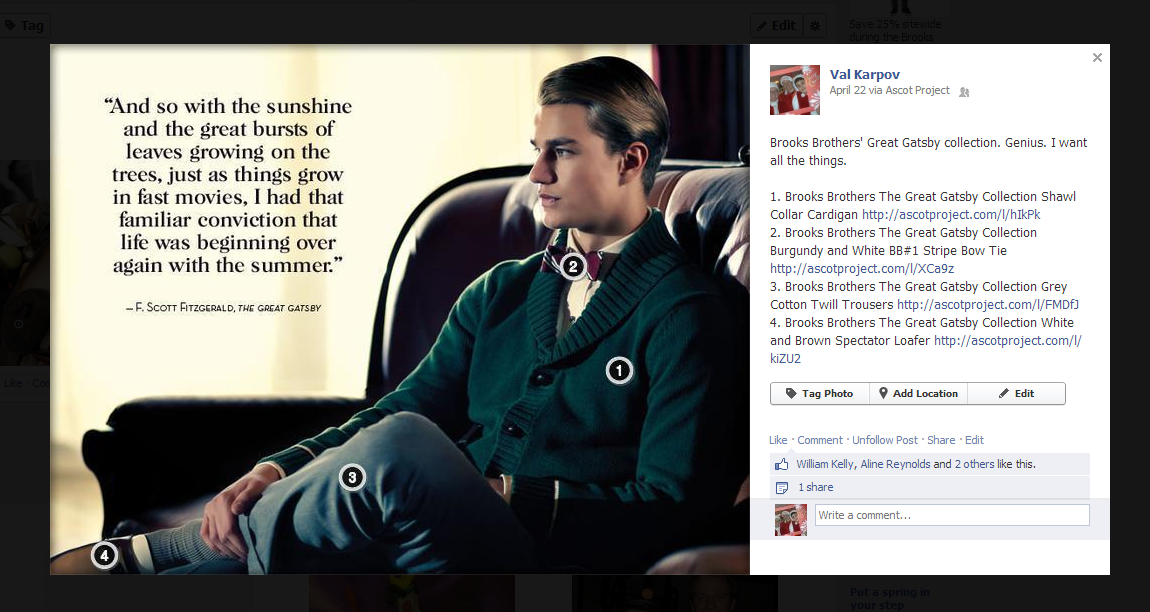 Tag
Edit
Save 25% sitewide
during the Brooks
“And so with the sunshine
and the great bursts of
leaves growing on the
trees, just as things grow
in fast movies, I had that
familiar conviction that
life was beginning over
again with the summer.”
— F. Scott Fitzgerald, the great gatsby
2
1
3
4
Val Karpov
April 22 via Ascot Project
Brooks Brothers' Great Gatsby collection. Genius. I want
all the things.
1. Brooks Brothers The Great Gatsby Collection Shawl
Collar Cardigan http://ascotproject.com/l/hIkPk
2. Brooks Brothers The Great Gatsby Collection
Burgundy and White BB#1 Stripe Bow Tie
http://ascotproject.com/l/XCa9z
3. Brooks Brothers The Great Gatsby Collection Grey
Cotton Twill Trousers http://ascotproject.com/l/FMDfJ
4. Brooks Brothers The Great Gatsby Collection White
and Brown Spectator Loafer http://ascotproject.com/l/
kiZU2
Tag Photo Add Location Edit
Like · Comment · Unfollow Post · Share · Edit
William Kelly, Aline Reynolds and 2 others like this.
1 share
Write a comment...
Like ·
Put a spring in
your step